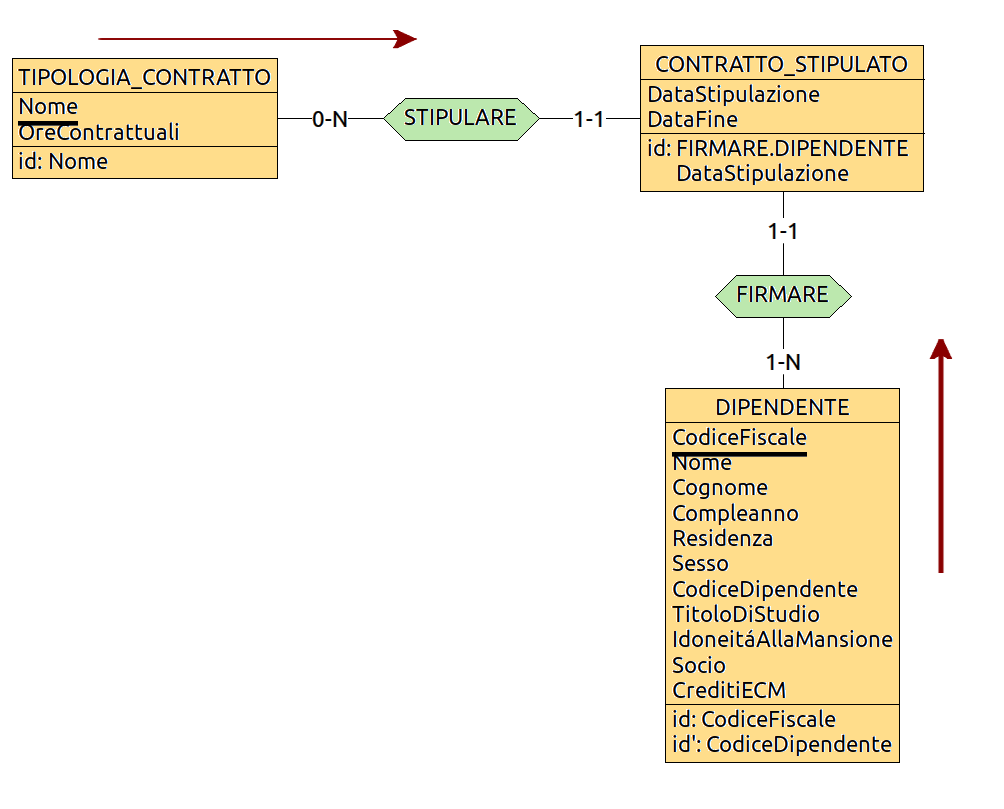 TIPOLOGIA_CONTRATTO
Nome
OreContrattuali
id: Nome
0-N
STIPULARE
1-1
CONTRATTO_STIPULATO
DataStipulazione
DataFine
id: FIRMARE.DIPENDENTE
DataStipulazione
1-1
FIRMARE
1-N
DIPENDENTE
CodiceFiscale
Nome
Cognome
Compleanno
Residenza
Sesso
CodiceDipendente
TitoloDiStudio
IdoneitáAllaMansione
Socio
CreditiECM
id: CodiceFiscale
id': CodiceDipendente